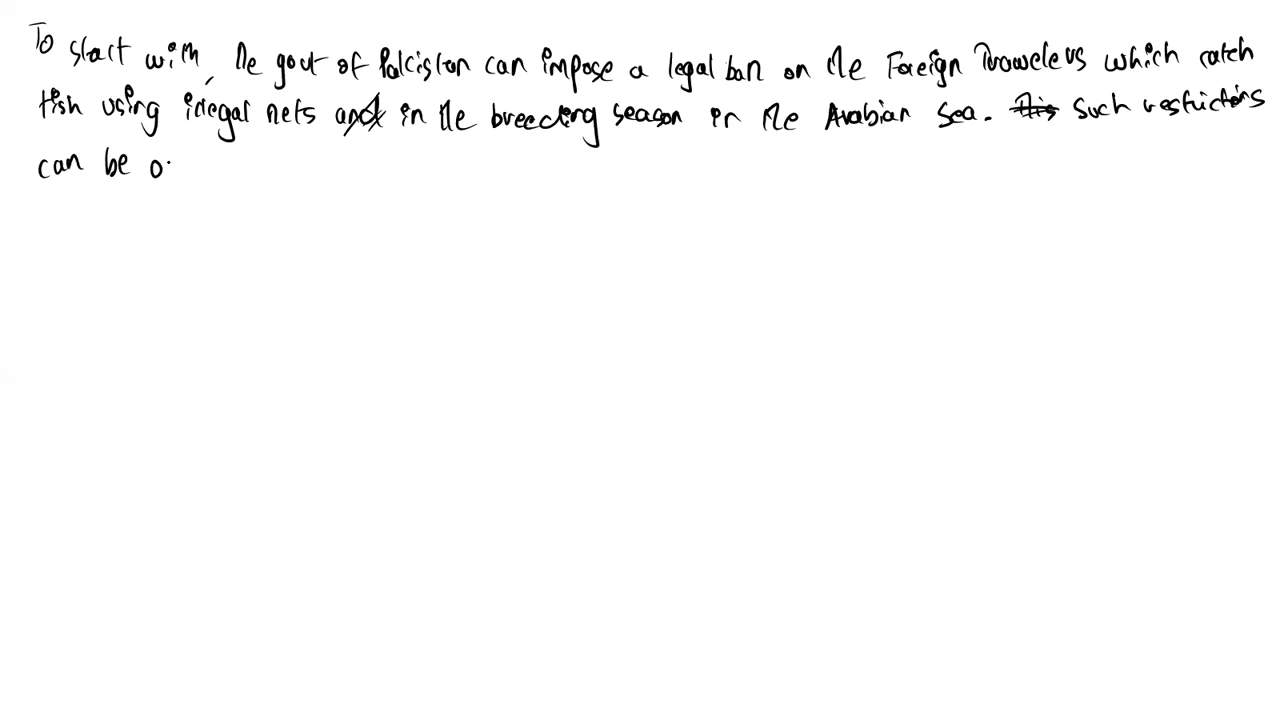 To start with, the govt of Pakistan can impose a legal ban on the Foreign Trawelers which catch
fish using illegal nets and in the breeding season in the Arabian Sea. This Such restrictions
can be o